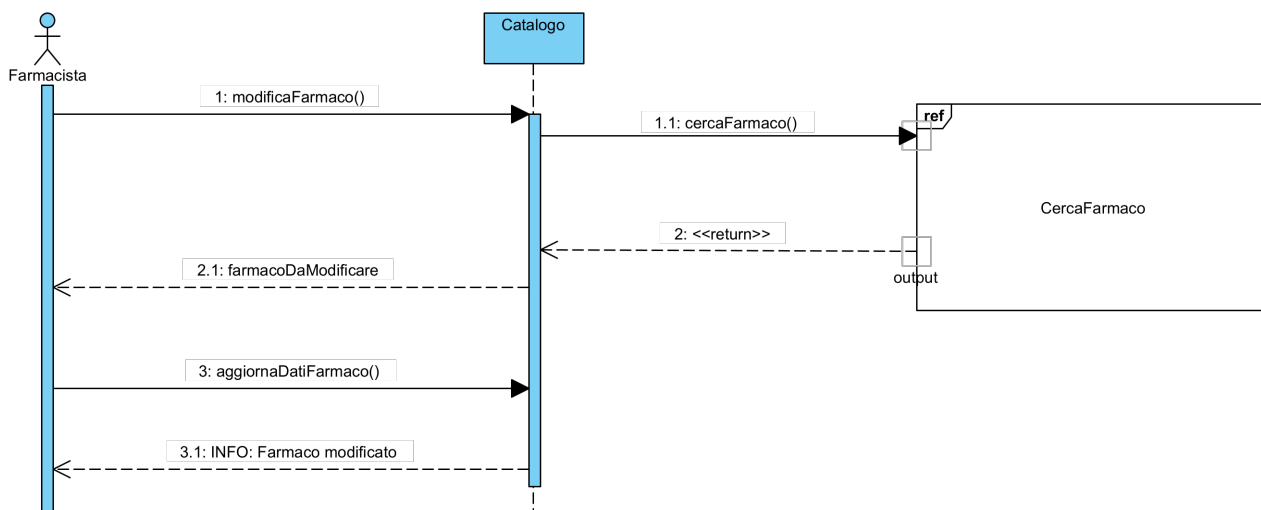 Catalogo
Farmacista
1: modificaFarmaco()
1.1: cercaFarmaco()
ref
CercaFarmaco
2: <<return>>
2.1: farmacoDaModificare
output
3: aggiornaDatiFarmaco()
3.1: INFO: Farmaco modificato